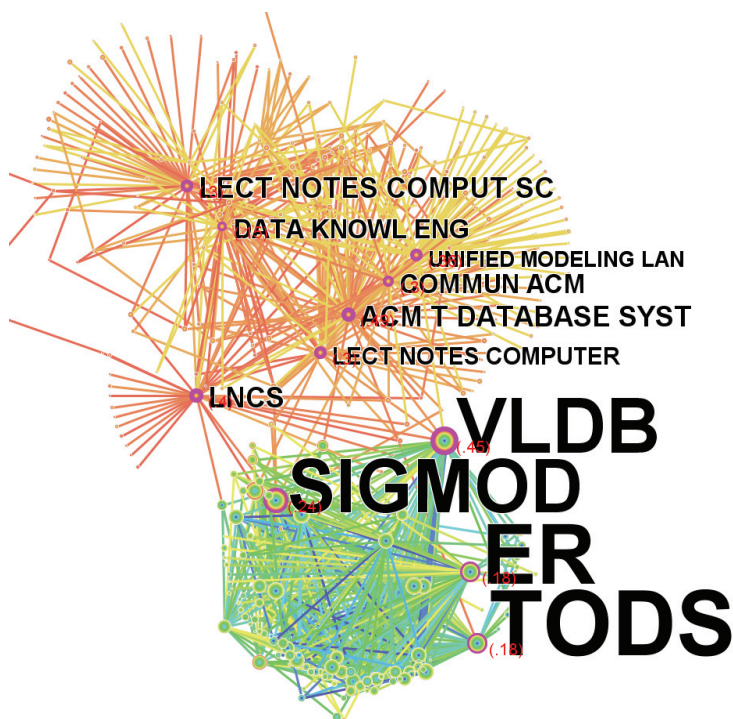 LECT NOTES COMPUT SC
DATA KNOWL ENG
UNIFIED MODELING LAN
COMMUN ACM
ACM T DATABASE SYST
LECT NOTES COMPUTER
LNCS
VLDB
(.45)
SIGMOD
(.24)
ER
(.18)
TODS
(.18)